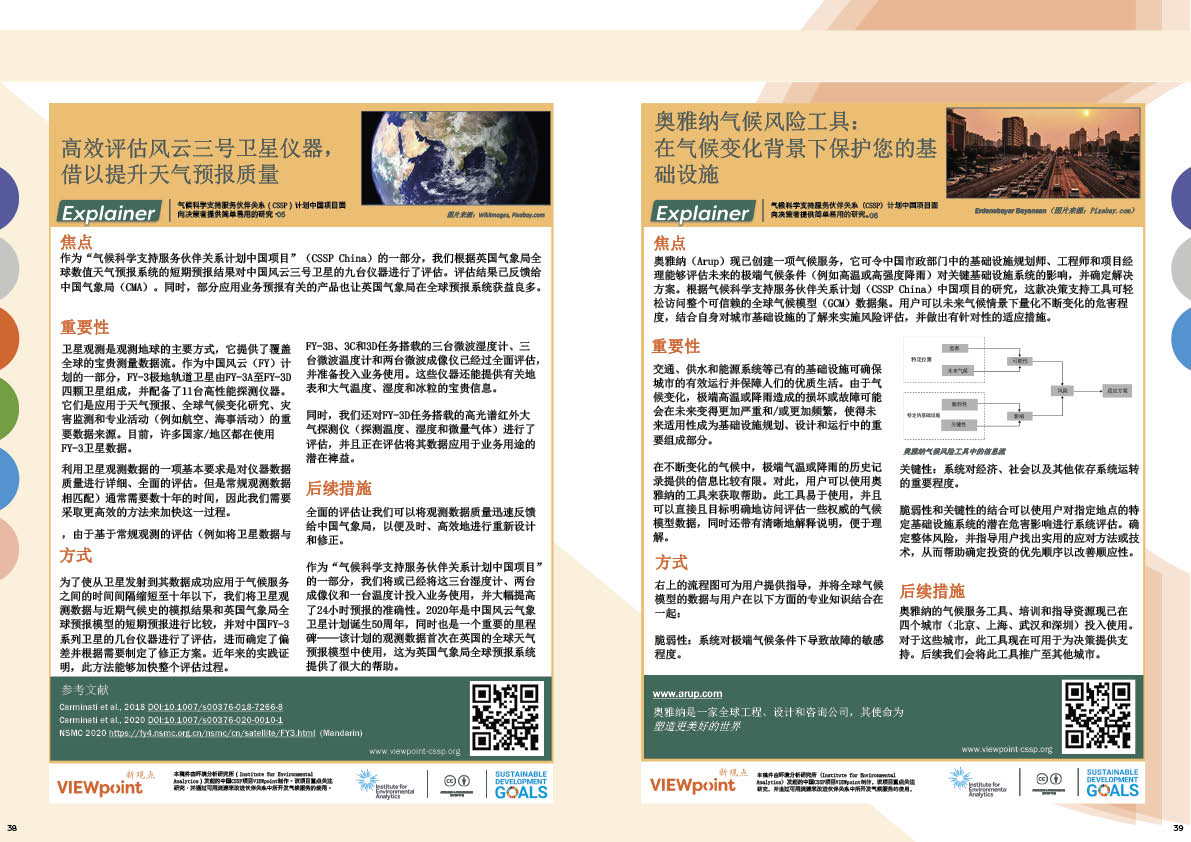 高效评估风云三号卫星仪器，
借以提升天气预报质量
Explainer
气候科学支持服务伙伴关系（CSSP）计划中国项目面
向决策者提供简单易用的研究 ·05
图片来源：WikiImages, Pixabay.com
焦点
作为“气候科学支持服务伙伴关系计划中国项目”（CSSP China）的一部分，我们根据英国气象局全
球数值天气预报系统的短期预报结果对中国风云三号卫星的九台仪器进行了评估。评估结果已反馈给
中国气象局（CMA）。同时，部分应用业务预报有关的产品也让英国气象局在全球预报系统获益良多。
重要性
卫星观测是观测地球的主要方式，它提供了覆盖
全球的宝贵测量数据流。作为中国风云（FY）计
划的一部分，FY-3极地轨道卫星由FY-3A至FY-3D
四颗卫星组成，并配备了11台高性能探测仪器。
它们是应用于天气预报、全球气候变化研究、灾
害监测和专业活动（例如航空、海事活动）的重
要数据来源。目前，许多国家/地区都在使用
FY-3卫星数据。
利用卫星观测数据的一项基本要求是对仪器数据
质量进行详细、全面的评估。但是常规观测数据
相匹配）通常需要数十年的时间，因此我们需要
采取更高效的方法来加快这一过程。
，由于基于常规观测的评估（例如将卫星数据与
方式
为了使从卫星发射到其数据成功应用于气候服务
之间的时间间隔缩短至十年以下，我们将卫星观
测数据与近期气候史的模拟结果和英国气象局全
球预报模型的短期预报进行比较，并对中国FY-3
系列卫星的几台仪器进行了评估，进而确定了偏
差并根据需要制定了修正方案。近年来的实践证
明，此方法能够加快整个评估过程。
FY-3B、3C和3D任务搭载的三台微波湿度计、三
台微波温度计和两台微波成像仪已经过全面评估，
并准备投入业务使用。这些仪器还能提供有关地
表和大气温度、湿度和冰粒的宝贵信息。
同时，我们还对FY-3D任务搭载的高光谱红外大
气探测仪（探测温度、湿度和微量气体）进行了
评估，并且正在评估将其数据应用于业务用途的
潜在裨益。
后续措施
全面的评估让我们可以将观测数据质量迅速反馈
给中国气象局，以便及时、高效地进行重新设计
和修正。
作为“气候科学支持服务伙伴关系计划中国项目”
的一部分，我们将或已经将这三台湿度计、两台
成像仪和一台温度计投入业务使用，并大幅提高
了24小时预报的准确性。2020年是中国风云气象
卫星计划诞生50周年，同时也是一个重要的里程
碑——该计划的观测数据首次在英国的全球天气
预报模型中使用，这为英国气象局全球预报系统
提供了很大的帮助。
参考文献
Carminati et al., 2018 DOI:10.1007/s00376-018-7266-8
Carminati et al., 2020 DOI:10.1007/s00376-020-0010-1
NSMC 2020 https://fy4.nsmc.org.cn/nsmc/cn/satellite/FY3.html (Mandarin)
www.viewpoint-cssp.org
新观点
VIEWpoint
本稿件由环境分析研究所（Institute for Environmental
Analytics）发起的中国CSSP项目VIEWpoint制作。该项目重点关注
研究，并通过可用资源来改进伙伴关系中所开发气候服务的使用。
Institute for
Environmental
Analytics
SUSTAINABLE
DEVELOPMENT
GOALS
38
奥雅纳气候风险工具：
在气候变化背景下保护您的基
础设施
Explainer
气候科学支持服务伙伴关系（CSSP）计划中国项目面
向决策者提供简单易用的研究。06
Erdenebayar Bayansan（图片来源：Pixabay.com）
焦点
奥雅纳（Arup）现已创建一项气候服务，它可令中国市政部门中的基础设施规划师、工程师和项目经
理能够评估未来的极端气候条件（例如高温或高强度降雨）对关键基础设施系统的影响，并确定解决
方案。根据气候科学支持服务伙伴关系计划（CSSP China）中国项目的研究，这款决策支持工具可轻
松访问整个可信赖的全球气候模型（GCM）数据集。用户可以未来气候情景下量化不断变化的危害程
度，结合自身对城市基础设施的了解来实施风险评估，并做出有针对性的适应措施。
重要性
交通、供水和能源系统等已有的基础设施可确保
城市的有效运行并保障人们的优质生活。由于气
候变化，极端高温或降雨造成的损坏或故障可能
会在未来变得更加严重和/或更加频繁，使得未
来适用性成为基础设施规划、设计和运行中的重
要组成部分。
在不断变化的气候中，极端气温或降雨的历史记
录提供的信息比较有限。对此，用户可以使用奥
雅纳的工具来获取帮助。此工具易于使用，并且
可以直接且目标明确地访问评估一些权威的气候
模型数据，同时还带有清晰地解释说明，便于理
解。
方式
右上的流程图可为用户提供指导，并将全球气候
模型的数据与用户在以下方面的专业知识结合在
一起：
脆弱性：系统对极端气候条件下导致故障的敏感
程度。
特定位置
危害
未来气候
可能性
风险
适应方案
特定的基础设施
脆弱性
关键性
影响
奥雅纳气候风险工具中的信息流
关键性：系统对经济、社会以及其他依存系统运转
的重要程度。
脆弱性和关键性的结合可以使用户对指定地点的特
定基础设施系统的潜在危害影响进行系统评估。确
定整体风险，并指导用户找出实用的应对方法或技
术，从而帮助确定投资的优先序以改善顺应性。
后续措施
奥雅纳的气候服务工具、培训和指导资源现已在
四个城市（北京、上海、武汉和深圳）投入使用。
对于这些城市，此工具现在可用于为决策提供支
持。后续我们会将此工具推广至其他城市。
www.arup.com
奥雅纳是一家全球工程、设计和咨询公司，其使命为
塑造更美好的世界
www.viewpoint-cssp.org
新观点
VIEWpoint
本稿件由环境分析研究所（Institute for Environmental
Analytics）发起的中国CSSP项目VIEWpoint制作。该项目重点关注
研究，并通过可用资源来改进伙伴关系中所开发气候服务的使用。
Institute for
Environmental
Analytics
SUSTAINABLE
DEVELOPMENT
GOALS
39